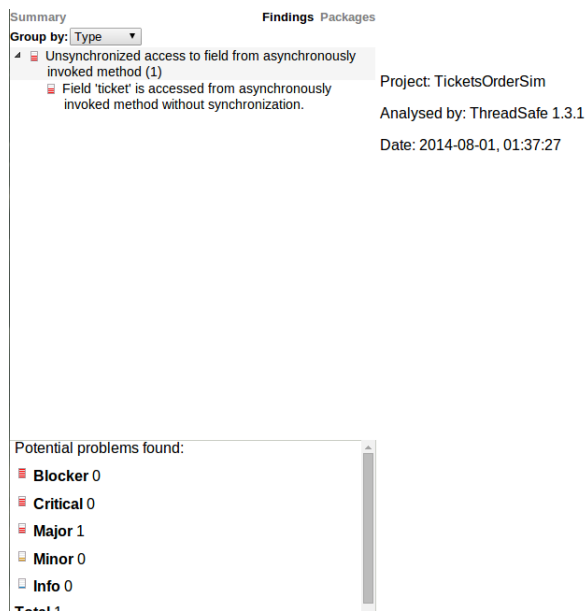 Summary Findings Packages
Group by: Type
Unsynchronized access to field from asynchronously
invoked method (1)
Field 'ticket' is accessed from asynchronously
invoked method without synchronization.
Project: TicketsOrderSim
Analysed by: ThreadSafe 1.3.1
Date: 2014-08-01, 01:37:27
Potential problems found:
Blocker 0
Critical 0
Major 1
Minor 0
Info 0
Total 1